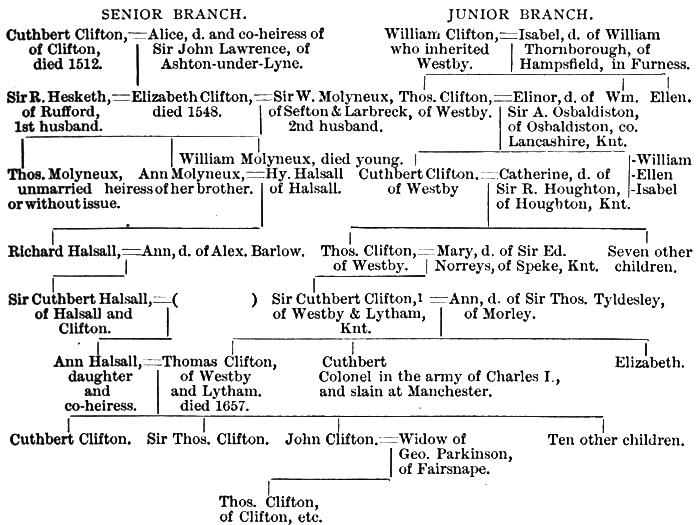 SENIOR BRANCH. JUNIOR BRANCH.
Cuthbert Clifton,=Alice, d. and co-heiress of William Clifton,=Isabel, d. of William
of Clifton, Sir John Lawrence, of who inherited Thornborough, of
died 1512. Ashton-under-Lyne. Westby. Hampsfield, in Furness.
Sir R. Hesketh,=Elizabeth Clifton,=Sir W. Molyneux, Thos. Clifton,=Elinor, d. of Wm. Ellen.
of Rufford, died 1548. of Sefton & Larbreck, of Westby. Sir A. Osbaldiston,
1st husband. 2nd husband. of Osbaldiston, co.
Lancashire, Knt.
William Molyneux, died young. -William
Thos. Molyneux, Ann Molyneux,=Hy. Halsall Cuthbert Clifton,=Catherine, d. of -Ellen
unmarried heiress of her brother. of Halsall. of Westby Sir R. Houghton, -Isabel
or without issue. of Houghton, Knt.
Richard Halsall,=Ann, d. of Alex. Barlow. Thos. Clifton,=Mary, d. of Sir Ed. Seven other
of Westby. Norreys, of Speke, Knt. children.
Sir Cuthbert Halsall,=( ) Sir Cuthbert Clifton,1 =Ann, d. of Sir Thos. Tyldesley,
of Halsall and of Westby & Lytham, of Morley.
Clifton. Knt.
Ann Halsall,=Thomas Clifton, Cuthbert Elizabeth.
daughter of Westby Colonel in the army of Charles I.,
and and Lytham. and slain at Manchester.
co-heiress. died 1657.
Cuthbert Clifton. Sir Thos. Clifton. John Clifton.=Widow of Ten other children.
Geo. Parkinson,
of Fairsnape.
Thos. Clifton,
of Clifton, etc.